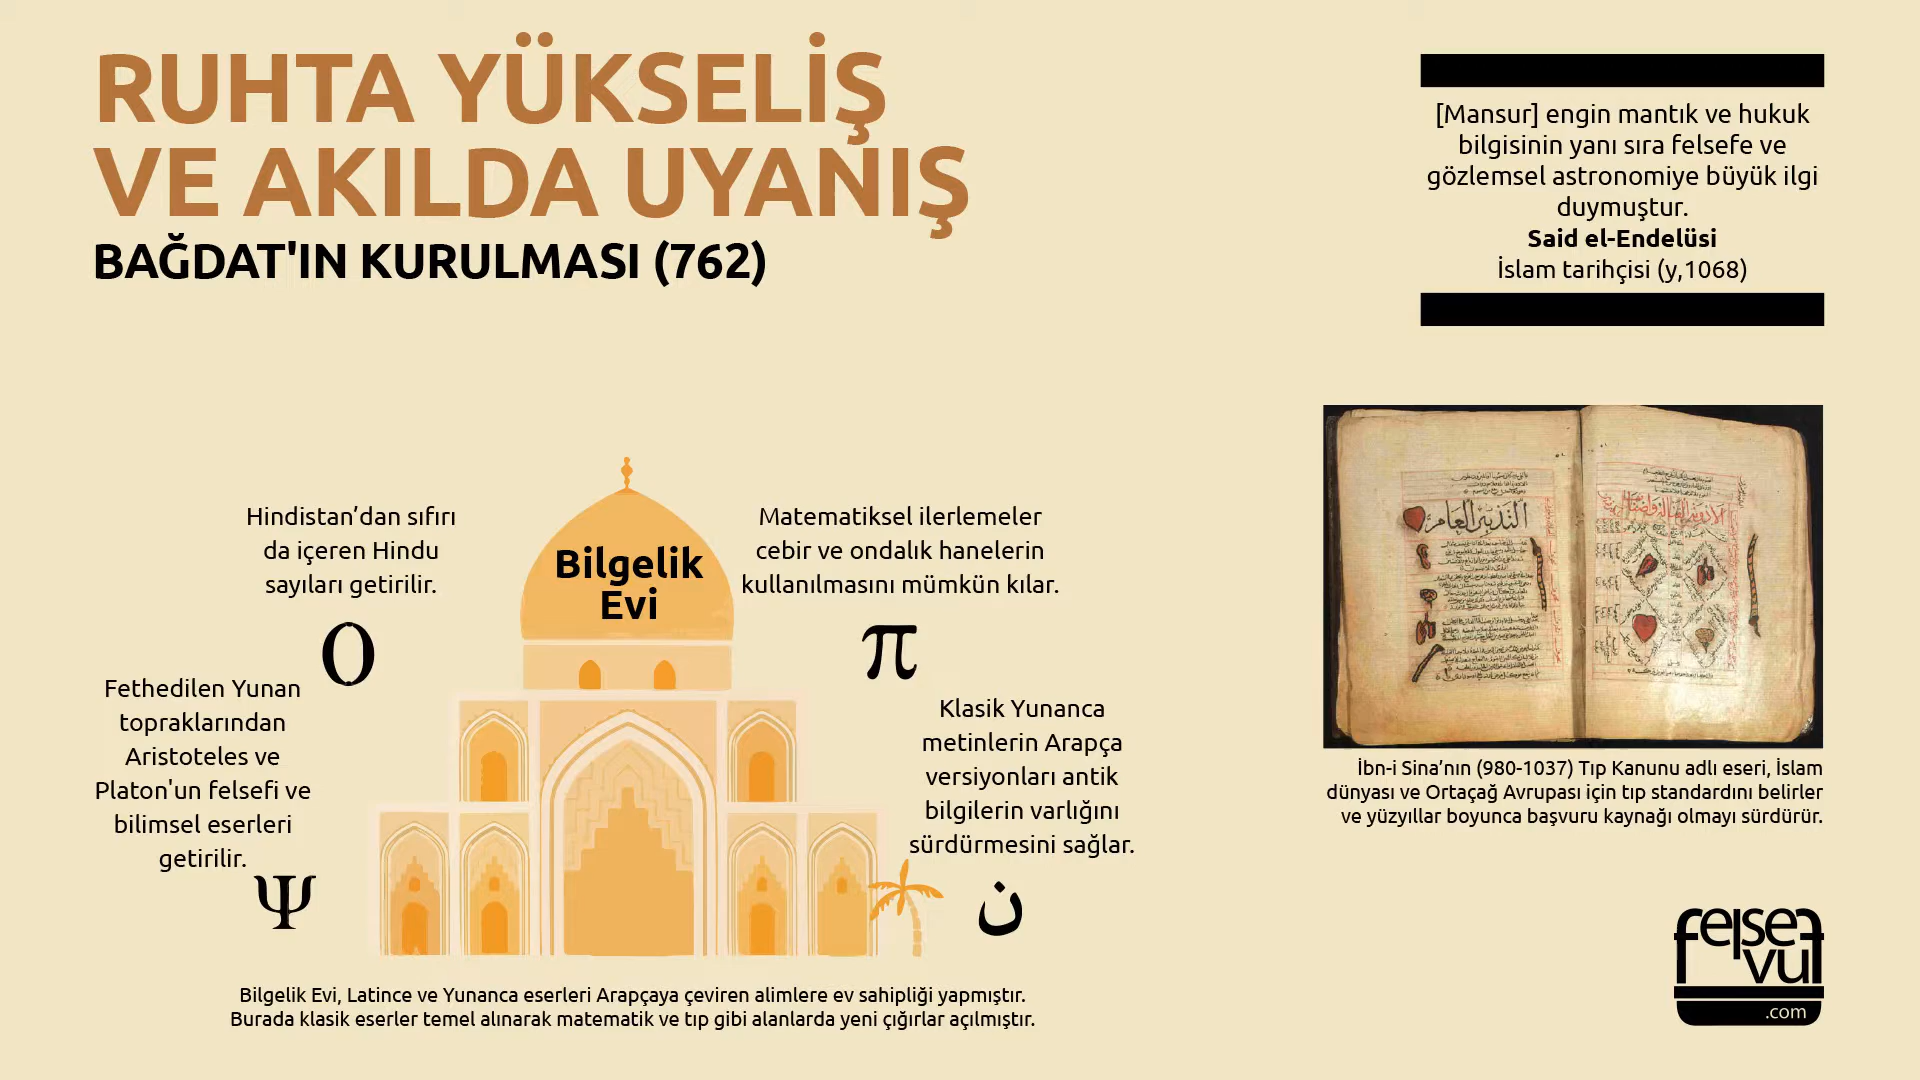 RUHTA YÜKSELİŞ
VE AKILDA UYANIŞ
BAĞDAT'IN KURULMASI (762)
[Mansur] engin mantık ve hukuk
bilgisinin yanı sıra felsefe ve
gözlemsel astronomiye büyük ilgi
duymuştur.
Said el-Endelüsi
İslam tarihçisi (y,1068)
Hindistan’dan sıfırı
da içeren Hindu
sayıları getirilir.
0
Bilgelik
Evi
Matematiksel ilerlemeler
cebir ve ondalık hanelerin
kullanılmasını mümkün kılar.
π
Fethedilen Yunan
topraklarından
Aristoteles ve
Platon'un felsefi ve
bilimsel eserleri
getirilir.
Ψ
Klasik Yunanca
metinlerin Arapça
versiyonları antik
bilgilerin varlığını
sürdürmesini sağlar.
ن
Bilgelik Evi, Latince ve Yunanca eserleri Arapçaya çeviren alimlere ev sahipliği yapmıştır.
Burada klasik eserler temel alınarak matematik ve tıp gibi alanlarda yeni çığırlar açılmıştır.
التدبير العام
İbn-i Sina’nın (980-1037) Tıp Kanunu adlı eseri, İslam
dünyası ve Ortaçağ Avrupası için tıp standardını belirler
ve yüzyıllar boyunca başvuru kaynağı olmayı sürdürür.
felsef
vul
.com